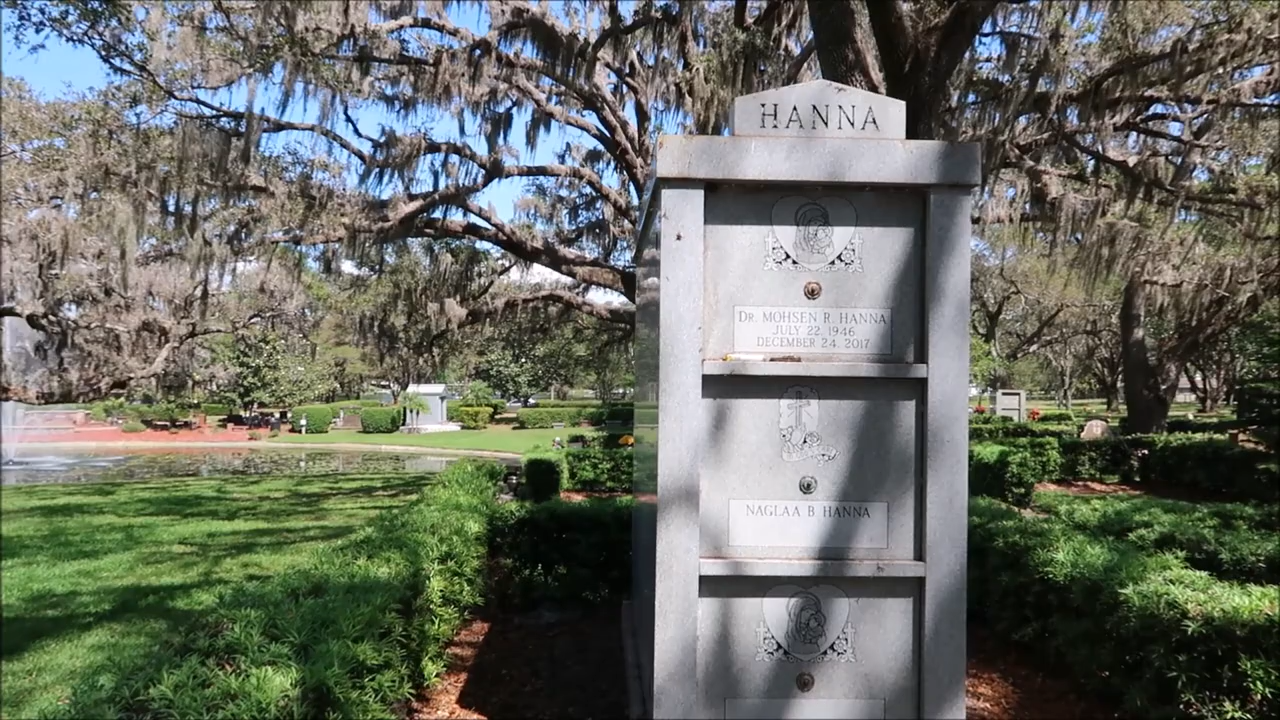 HANNA
DR. MOHSEN R. HANNA
JULY 22, 1946
DECEMBER 24, 2017
NAGLAA B HANNA